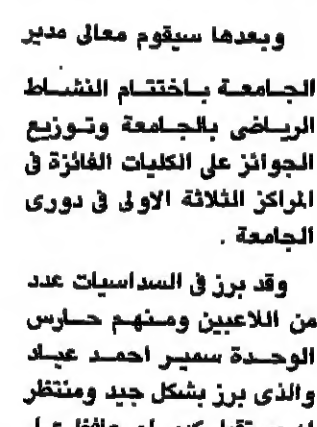 وبعدها سيقوم معالى مدير
الجامعة باختتام النشاط
الرياضى بالجامعة وتوزيع
الجوائز على الكليات الفائزة فى
المراكز الثلاثة الاولى فى دورى
الجامعة .
وقد برز فى السداسيات عدد
من اللاعبين ومنهم حارس
الوحدة سمير احمد عباد
والذى برز بشكل جيد ومنتظر